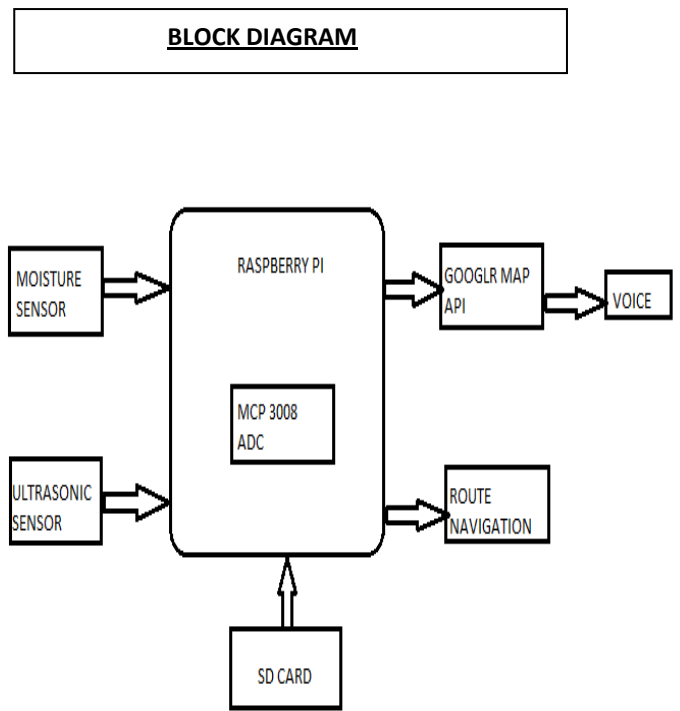 BLOCK DIAGRAM
RASPBERRY PI
MOISTURE
SENSOR
GOOGLR MAP
API
VOICE
MCP 3008
ADC
ULTRASONIC
SENSOR
ROUTE
NAVIGATION
SD CARD